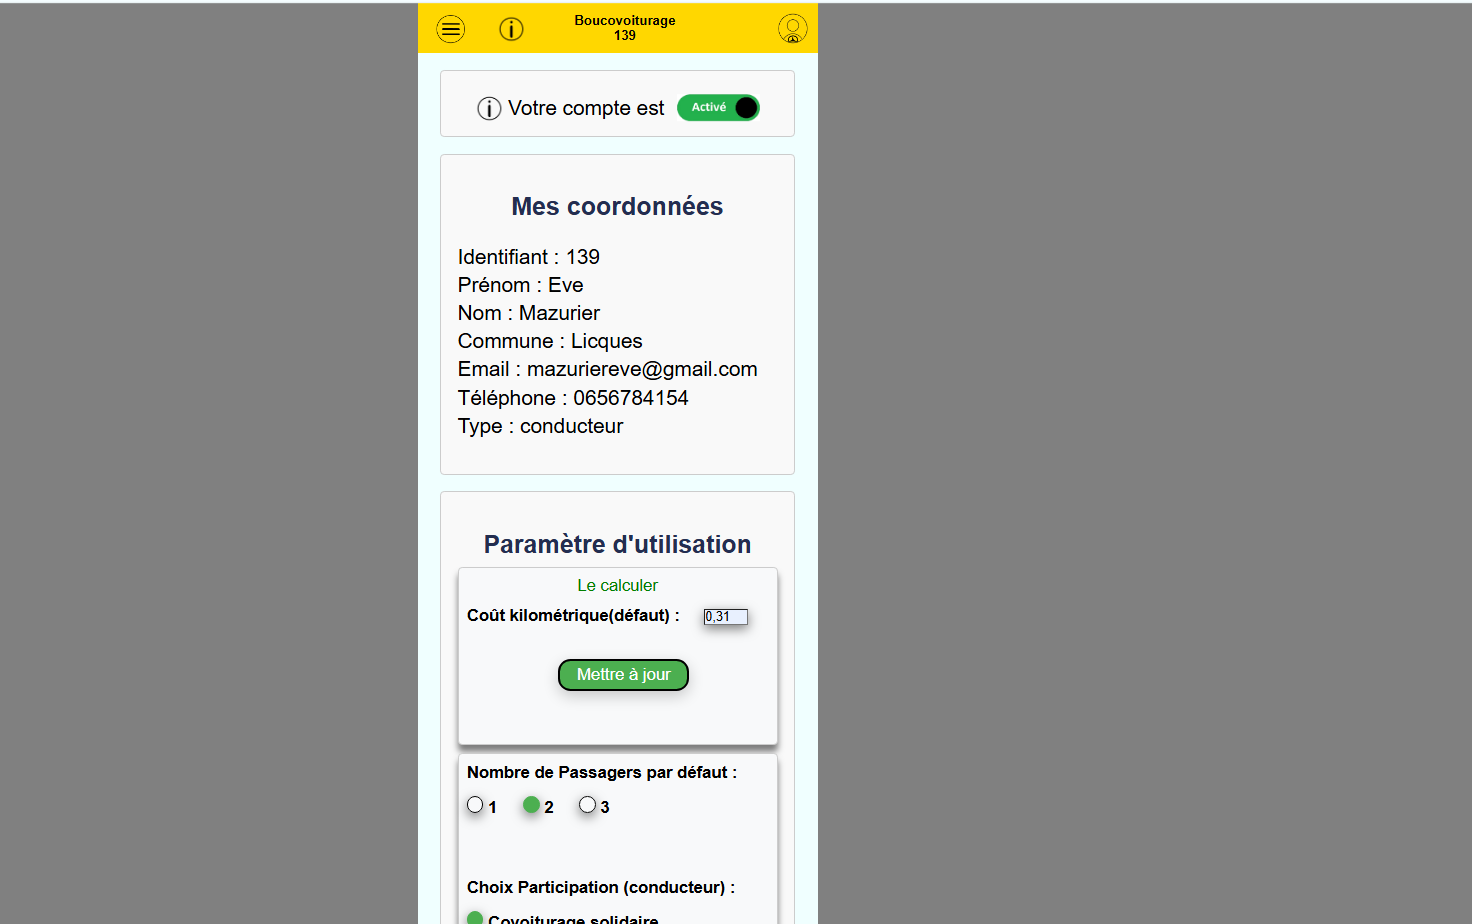 Boucovoiturage
139
Votre compte est Activé
Mes coordonnées
Identifiant : 139
Prénom : Eve
Nom : Mazurier
Commune : Licques
Email : mazuriereve@gmail.com
Téléphone : 0656784154
Type : conducteur
Paramètre d'utilisation
Le calculer
Coût kilométrique(défaut) : 0,31
Mettre à jour
Nombre de Passagers par défaut :
1 2 3
Choix Participation (conducteur) :
Covoiturage solidaire